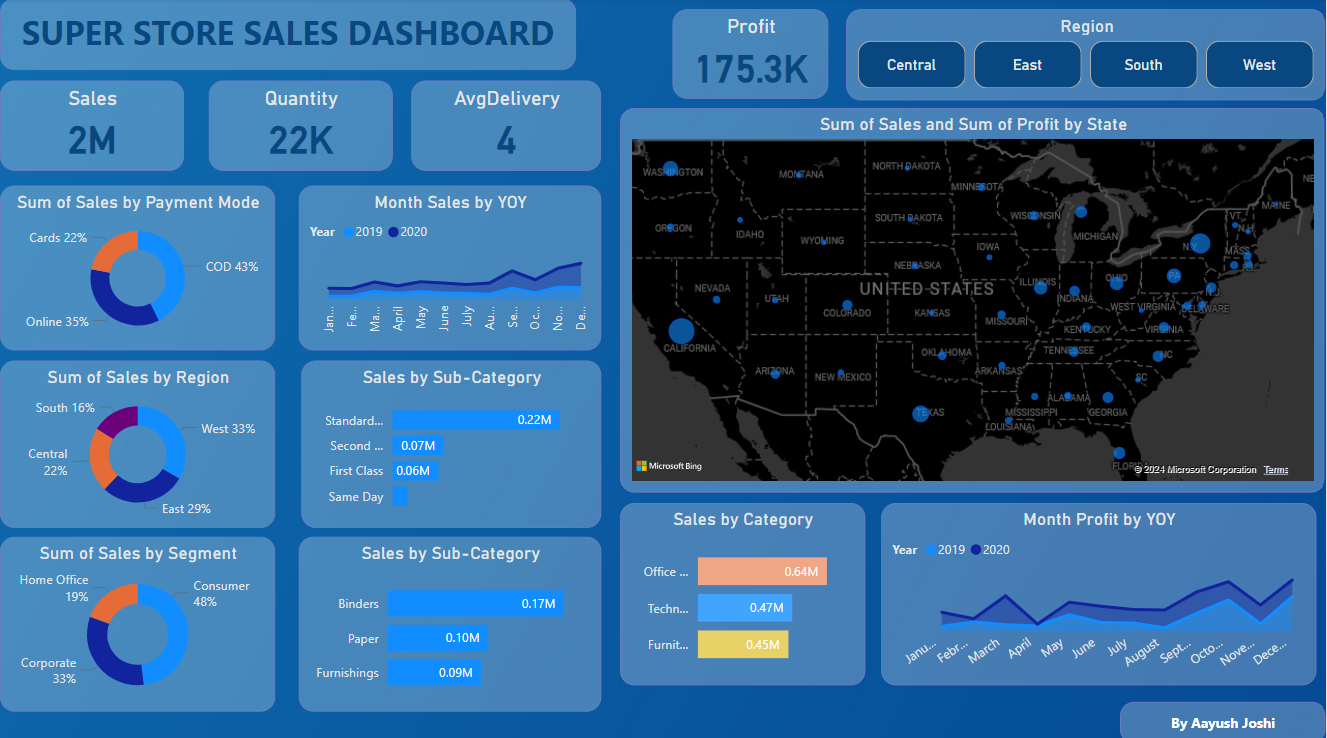 SUPER STORE SALES DASHBOARD
Profit
175.3K
Region
Central
East
South
West
Sales
2M
Quantity
22K
AvgDelivery
4
Sum of Sales and Sum of Profit by State
WASHINGTON
MONTANA
NORTH DAKOTA
MINNESOTA
OREGON
IDAHO
WYOMING
SOUTH DAKOTA
WISCONSIN
MICHIGAN
MAINE
NE
VT
N.H.
N.Y.
MASS
NEBRASKA
IOWA
UNITED STATES
NEVADA
UTAH
COLORADO
KANSAS
MISSOURI
ILLINOIS
INDIANA
OHIO
PA
N.J.
WEST VIRGINIA
DELAWARE
KENTUCKY
VIRGINIA
CALIFORNIA
ARIZONA
NEW MEXICO
OKLAHOMA
ARKANSAS
TENNESSEE
NC
SC
TEXAS
LOUISIANA
MISSISSIPPI
ALABAMA
GEORGIA
FLORI
Microsoft Bing
© 2024 Microsoft Corporation
Terms
Sum of Sales by Payment Mode
Cards 22%
COD 43%
Online 35%
Month Sales by YOY
Year 2019 2020
Jan...
Fe...
Ma...
April
May
June
July
Au...
Se...
Oc...
No...
De...
Sum of Sales by Region
South 16%
West 33%
Central
22%
East 29%
Sales by Sub-Category
Standard... 0.22M
Second ... 0.07M
First Class 0.06M
Same Day
Sum of Sales by Segment
Home Office
19%
Consumer
48%
Corporate
33%
Sales by Sub-Category
Binders 0.17M
Paper 0.10M
Furnishings 0.09M
Sales by Category
Office ... 0.64M
Techn... 0.47M
Furnit... 0.45M
Month Profit by YOY
Year 2019 2020
Janu...
Febr...
March
April
May
June
July
August
Sept...
Octo...
Nove...
Dece...
By Aayush Joshi